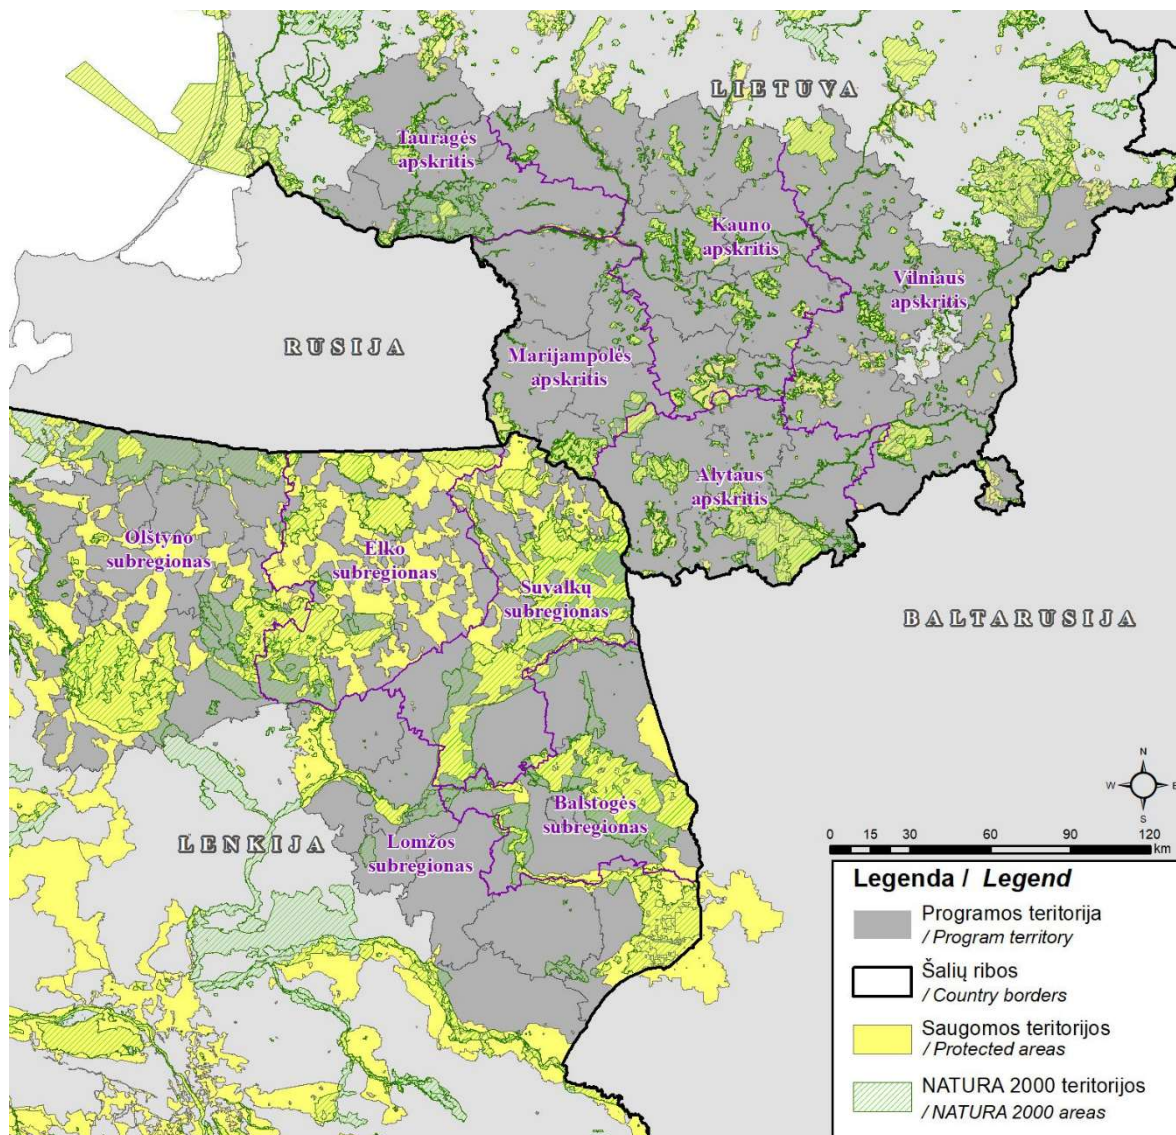 LIETUVA
Tauragės
apskritis
Kauno
apskritis
Vilniaus
apskritis
RUSIJA
Marijampolės
apskritis
Alytaus
apskritis
Olštyno
subregionas
Elko
subregionas
Suvalkų
subregionas
BALTARUSIJA
Balstogės
subregionas
LENKIJA
Lomžos
subregionas
N
W E
S
0 15 30 60 90 120
km
Legenda / Legend
Programos teritorija
/ Program territory
Šalių ribos
/ Country borders
Saugomos teritorijos
/ Protected areas
NATURA 2000 teritorijos
/ NATURA 2000 areas